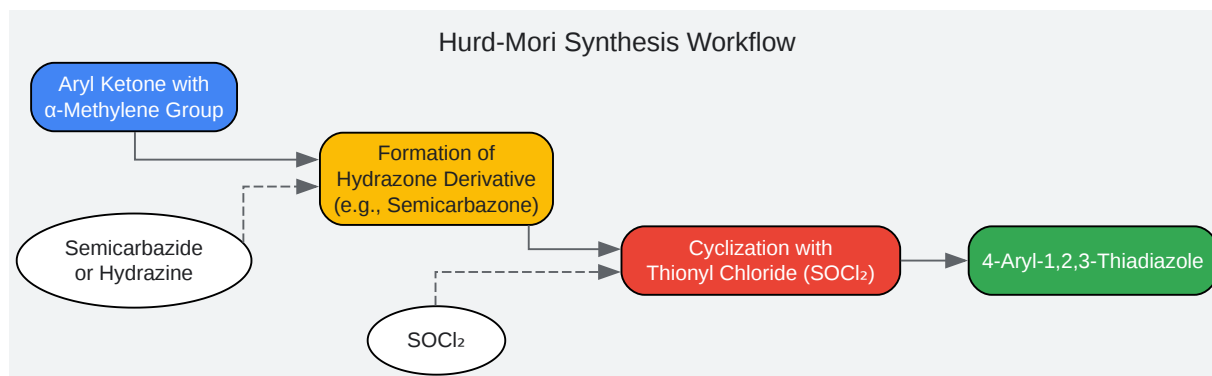 Hurd-Mori Synthesis Workflow
Aryl Ketone with
α-Methylene Group
Formation of
Hydrazone Derivative
(e.g., Semicarbazone)
Semicarbazide
or Hydrazine
Cyclization with
Thionyl Chloride (SOCl₂)
4-Aryl-1,2,3-Thiadiazole
SOCl₂